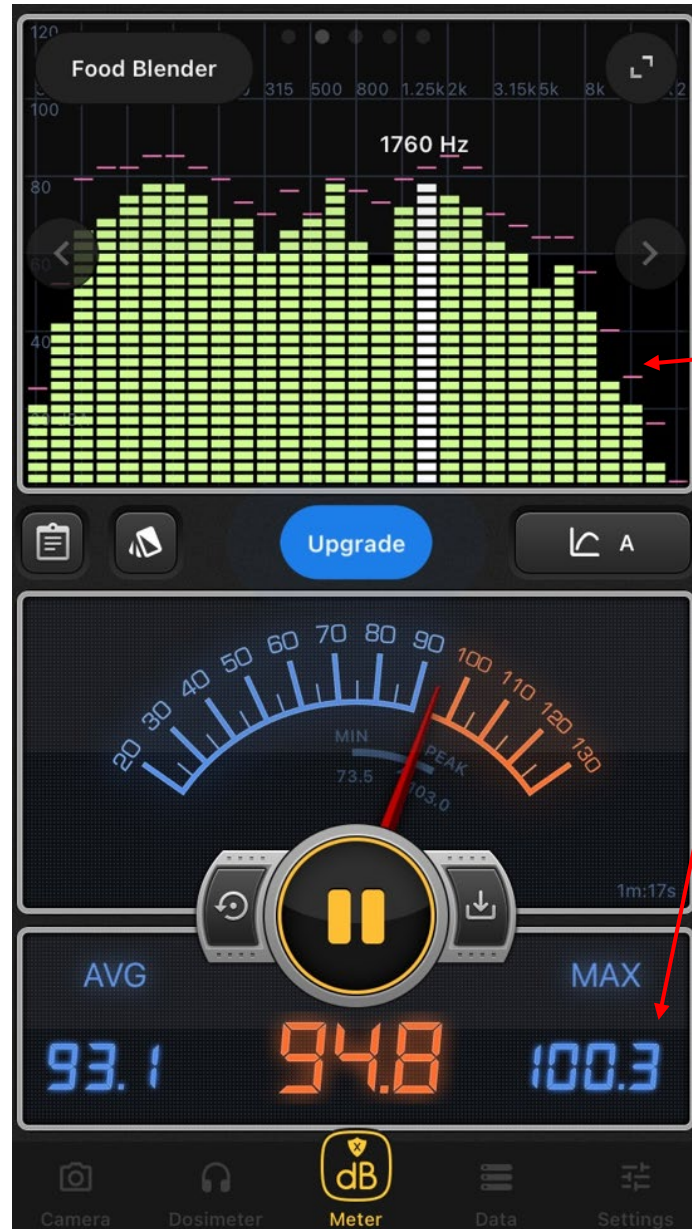 120
Food Blender
315 500 800 1.25k 2k 3.15k 5k 8k
100
1760 Hz
80
60
40
Upgrade
A
20 30 40 50 60 70 80 90 100 110 120 130
MIN
PEAK
73.5
103.0
1m:17s
AVG
MAX
93.1
94.8
100.3
X
dB
Camera Dosimeter Meter Data Settings